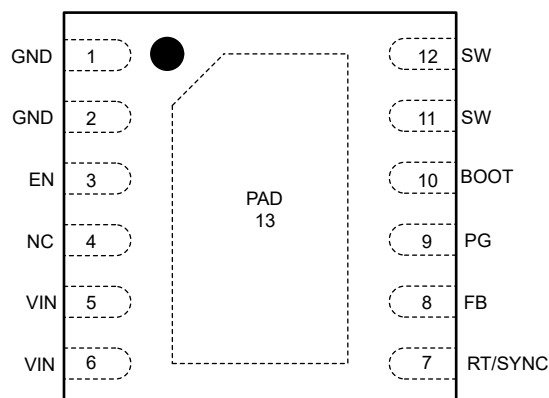 GND 1 12 SW
GND 2 11 SW
EN 3 10 BOOT
PAD
13
NC 4 9 PG
VIN 5 8 FB
VIN 6 7 RT/SYNC